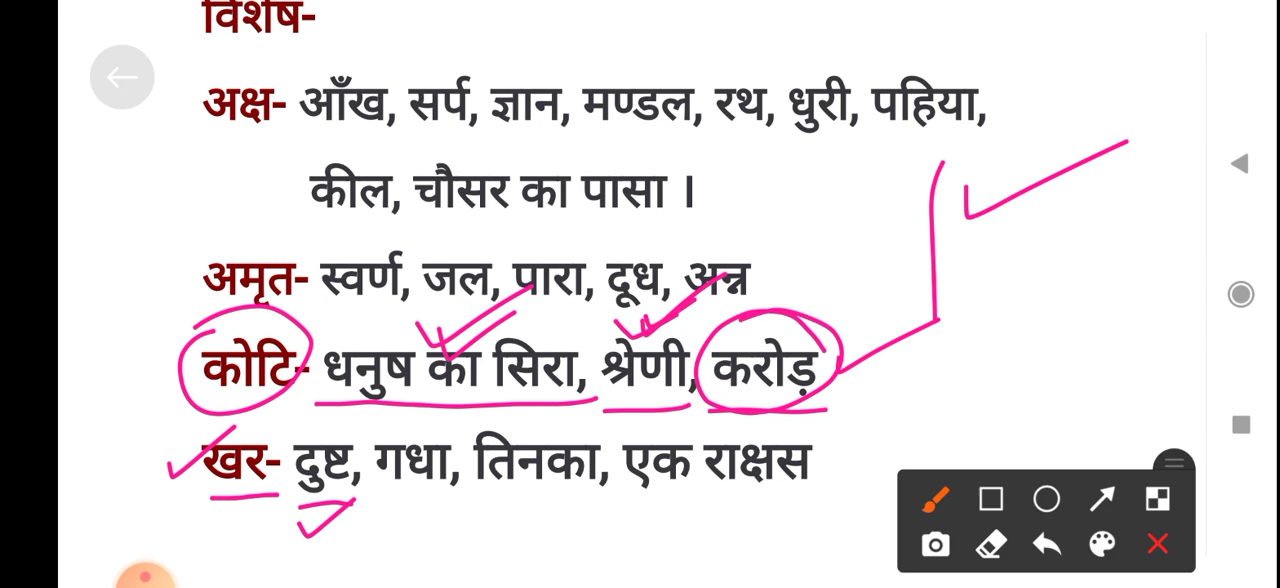 विशेष-
अक्ष- आँख, सर्प, ज्ञान, मण्डल, रथ, धुरी, पहिया,
कील, चौसर का पासा ।
अमृत- स्वर्ण, जल, पारा, दूध, अन्न
कोटि- धनुष का सिरा, श्रेणी, करोड़
खर- दुष्ट, गधा, तिनका, एक राक्षस